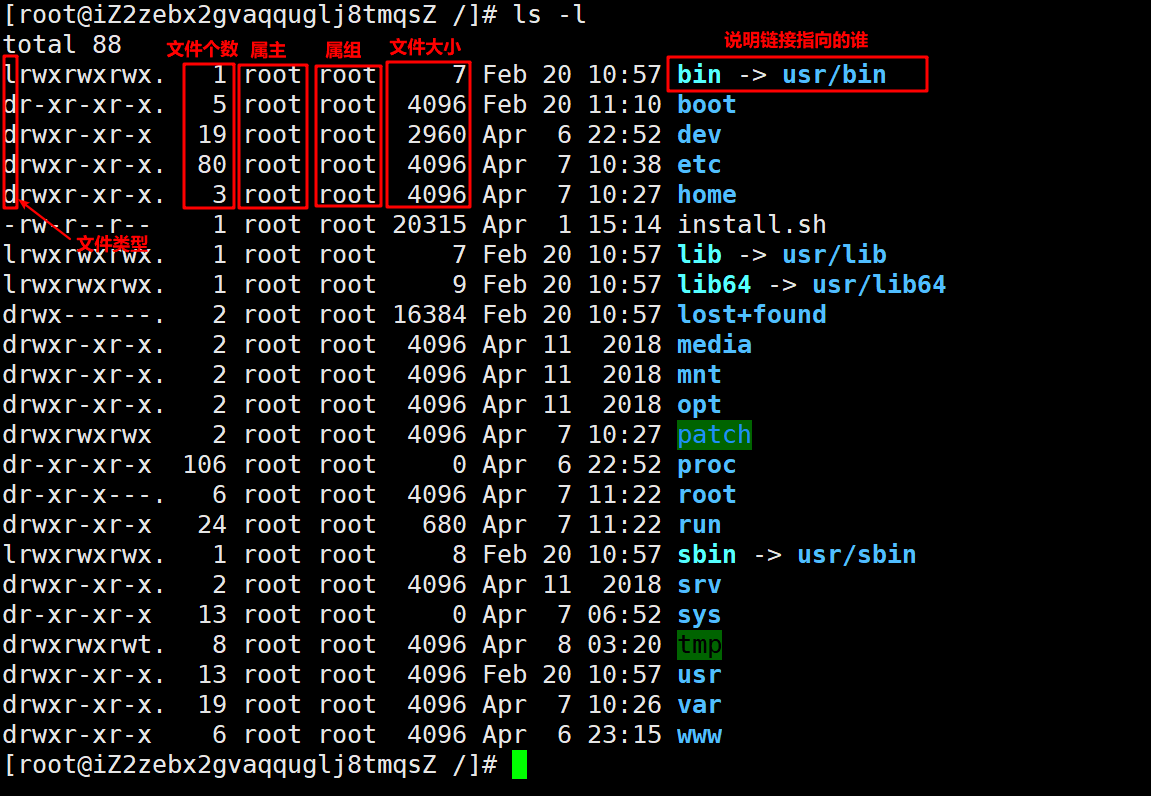 [root@iZ2zebx2gvaqquglj8tmqsZ /]# ls -l
total 88
文件个数 属主 属组 文件大小 说明链接指向的谁
lrwxrwxrwx. 1 root root 7 Feb 20 10:57 bin -> usr/bin
dr-xr-xr-x. 5 root root 4096 Feb 20 11:10 boot
drwxr-xr-x 19 root root 2960 Apr 6 22:52 dev
drwxr-xr-x. 80 root root 4096 Apr 7 10:38 etc
drwxr-xr-x. 3 root root 4096 Apr 7 10:27 home
-rw-r--r-- 1 root root 20315 Apr 1 15:14 install.sh
文件类型
lrwxrwxrwx. 1 root root 7 Feb 20 10:57 lib -> usr/lib
lrwxrwxrwx. 1 root root 9 Feb 20 10:57 lib64 -> usr/lib64
drwx------. 2 root root 16384 Feb 20 10:57 lost+found
drwxr-xr-x. 2 root root 4096 Apr 11 2018 media
drwxr-xr-x. 2 root root 4096 Apr 11 2018 mnt
drwxr-xr-x. 2 root root 4096 Apr 11 2018 opt
drwxrwxrwx 2 root root 4096 Apr 7 10:27 patch
dr-xr-xr-x 106 root root 0 Apr 6 22:52 proc
dr-xr-x---. 6 root root 4096 Apr 7 11:22 root
drwxr-xr-x 24 root root 680 Apr 7 11:22 run
lrwxrwxrwx. 1 root root 8 Feb 20 10:57 sbin -> usr/sbin
drwxr-xr-x. 2 root root 4096 Apr 11 2018 srv
dr-xr-xr-x 13 root root 0 Apr 7 06:52 sys
drwxrwxrwt. 8 root root 4096 Apr 8 03:20 tmp
drwxr-xr-x. 13 root root 4096 Feb 20 10:57 usr
drwxr-xr-x. 19 root root 4096 Apr 7 10:26 var
drwxr-xr-x 6 root root 4096 Apr 6 23:15 www
[root@iZ2zebx2gvaqquglj8tmqsZ /]#